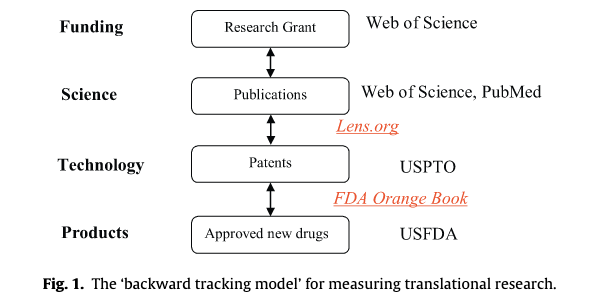 Funding
Research Grant
Web of Science
Science
Publications
Web of Science, PubMed
Lens.org
Technology
Patents
USPTO
FDA Orange Book
Products
Approved new drugs
USFDA
Fig. 1. The ‘backward tracking model’ for measuring translational research.